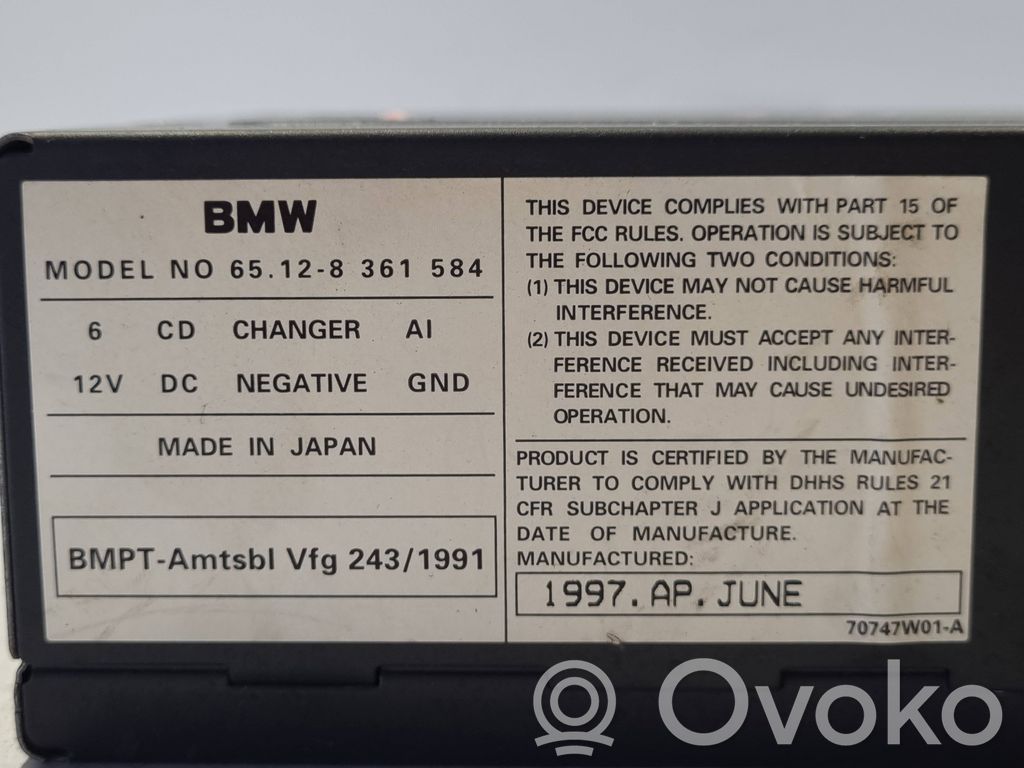 BMW
MODEL NO 65.12-8 361 584
6 CD CHANGER AI
12V DC NEGATIVE GND
MADE IN JAPAN
BMPT-Amtsbl Vfg 243/1991
THIS DEVICE COMPLIES WITH PART 15 OF
THE FCC RULES. OPERATION IS SUBJECT TO
THE FOLLOWING TWO CONDITIONS:
(1) THIS DEVICE MAY NOT CAUSE HARMFUL
INTERFERENCE.
(2) THIS DEVICE MUST ACCEPT ANY INTER-
FERENCE RECEIVED INCLUDING INTER-
FERENCE THAT MAY CAUSE UNDESIRED
OPERATION.
PRODUCT IS CERTIFIED BY THE MANUFAC-
TURER TO COMPLY WITH DHHS RULES 21
CFR SUBCHAPTER J APPLICATION AT THE
DATE OF MANUFACTURE.
MANUFACTURED:
1997.AP.JUNE
70747W01-A
Ovoko